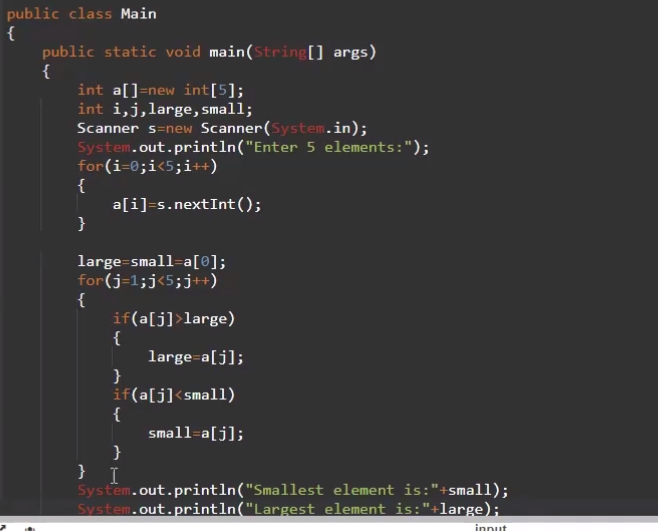 public class Main
{
public static void main(String[] args)
{
int a[]=new int[5];
int i,j,large,small;
Scanner s=new Scanner(System.in);
System.out.println("Enter 5 elements:");
for(i=0;i<5;i++)
{
a[i]=s.nextInt();
}
large=small=a[0];
for(j=1;j<5;j++)
{
if(a[j]>large)
{
large=a[j];
}
if(a[j]<small)
{
small=a[j];
}
}
System.out.println("Smallest element is:"+small);
System.out.println("Largest element is:"+large);
input